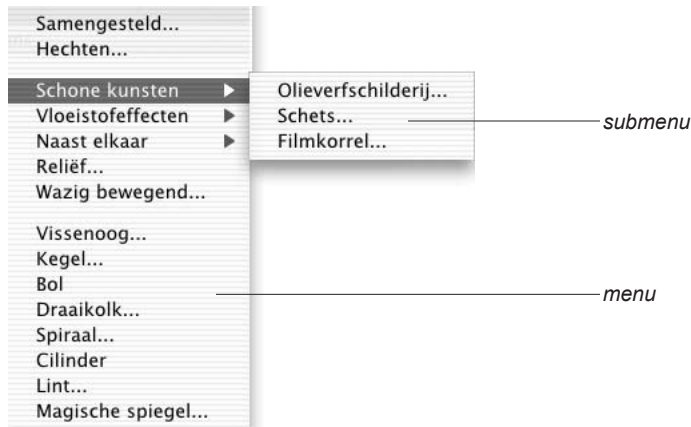 Samengesteld...
Hechten...
Schone kunsten
Vloeistofeffecten
Naast elkaar
Reliëf...
Wazig bewegend...
Vissenoog...
Kegel...
Bol
Draaikolk...
Spiraal...
Cilinder
Lint...
Magische spiegel...
Olieverfschilderij...
Schets...
Filmkorrel...
submenu
menu